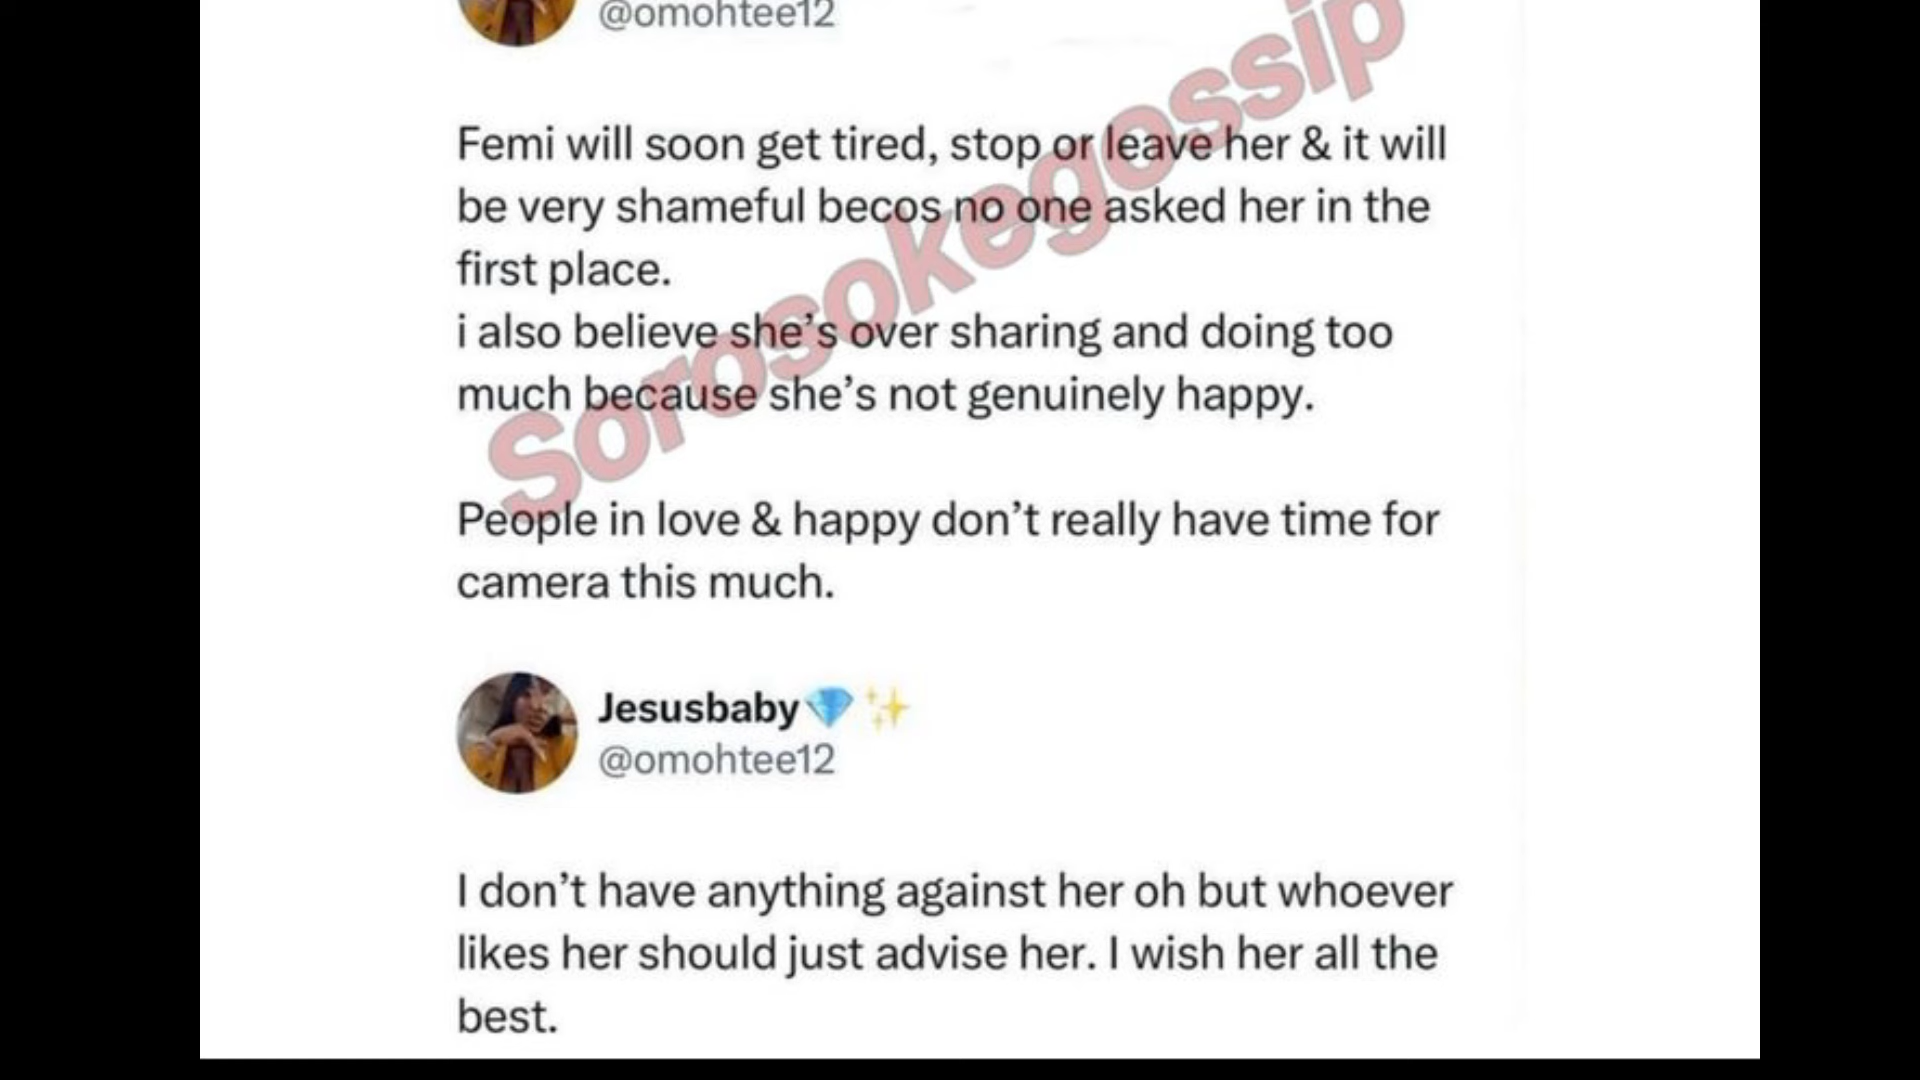 @omohtee12
Femi will soon get tired, stop or leave her & it will
be very shameful becos no one asked her in the
first place.
i also believe she's over sharing and doing too
much because she's not genuinely happy.
People in love & happy don't really have time for
camera this much.
Jesusbaby💎✨
@omohtee12
I don't have anything against her oh but whoever
likes her should just advise her. I wish her all the
best.
Sorosokegossip